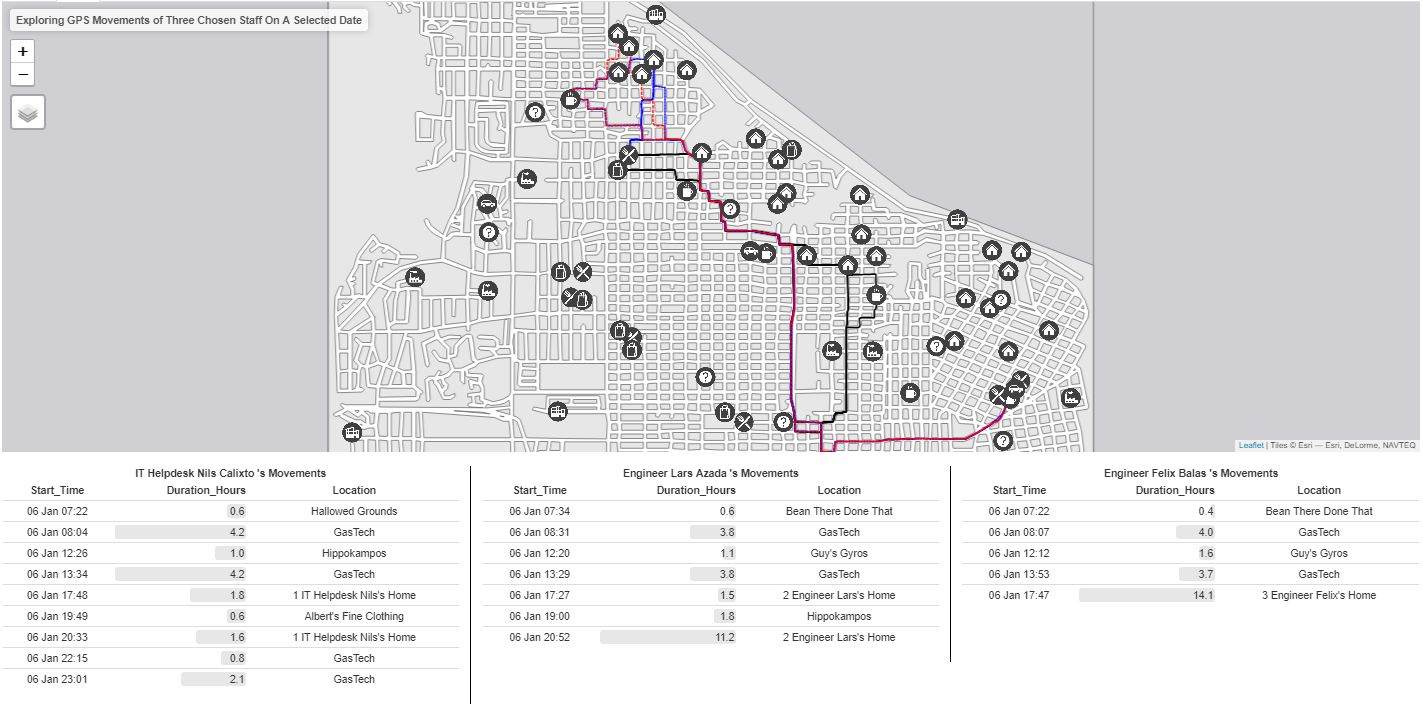 Exploring GPS Movements of Three Chosen Staff On A Selected Date
+
−
Leaflet | Tiles © Esri — Esri, DeLorme, NAVTEQ
IT Helpdesk Nils Calixto 's Movements
Start_Time Duration_Hours Location
06 Jan 07:22 0.6 Hallowed Grounds
06 Jan 08:04 4.2 GasTech
06 Jan 12:26 1.0 Hippokampos
06 Jan 13:34 4.2 GasTech
06 Jan 17:48 1.8 1 IT Helpdesk Nils's Home
06 Jan 19:49 0.6 Albert's Fine Clothing
06 Jan 20:33 1.6 1 IT Helpdesk Nils's Home
06 Jan 22:15 0.8 GasTech
06 Jan 23:01 2.1 GasTech
Engineer Lars Azada 's Movements
Start_Time Duration_Hours Location
06 Jan 07:34 0.6 Bean There Done That
06 Jan 08:31 3.8 GasTech
06 Jan 12:20 1.1 Guy's Gyros
06 Jan 13:29 3.8 GasTech
06 Jan 17:27 1.5 2 Engineer Lars's Home
06 Jan 19:00 1.8 Hippokampos
06 Jan 20:52 11.2 2 Engineer Lars's Home
Engineer Felix Balas 's Movements
Start_Time Duration_Hours Location
06 Jan 07:22 0.4 Bean There Done That
06 Jan 08:07 4.0 GasTech
06 Jan 12:12 1.6 Guy's Gyros
06 Jan 13:53 3.7 GasTech
06 Jan 17:47 14.1 3 Engineer Felix's Home